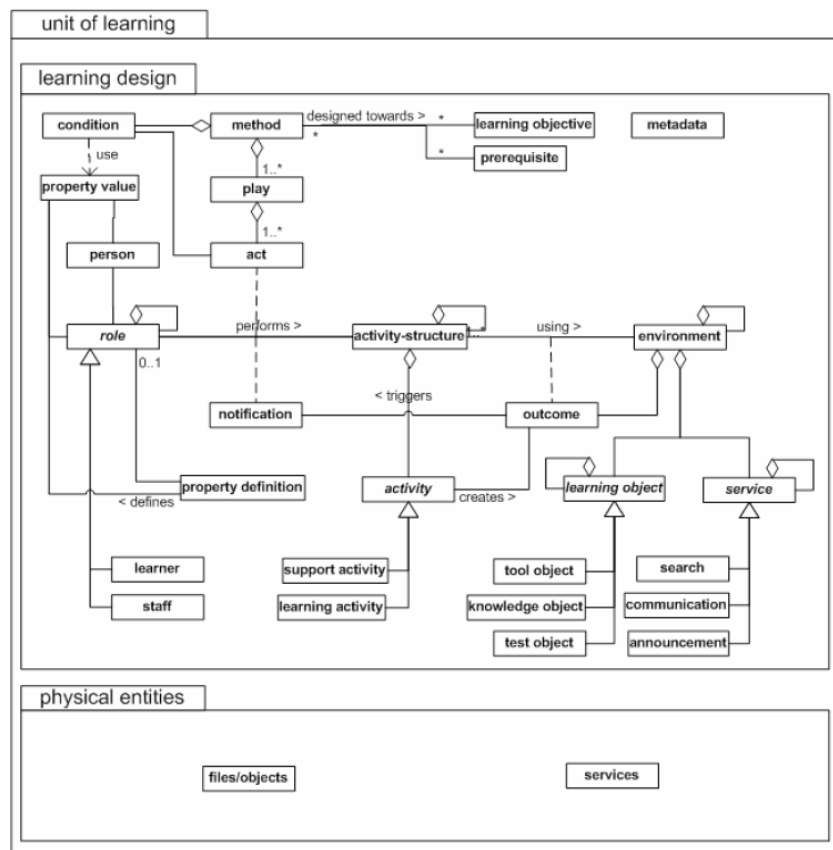 unit of learning
learning design
condition
method
designed towards >
*
*
learning objective
metadata
use
*
prerequisite
property value
1..*
play
1..*
person
act
role
performs >
activity-structure
using >
environment
0..1
< triggers
notification
outcome
property definition
< defines
activity
creates >
learning object
service
learner
support activity
tool object
search
staff
learning activity
knowledge object
communication
test object
announcement
physical entities
files/objects
services